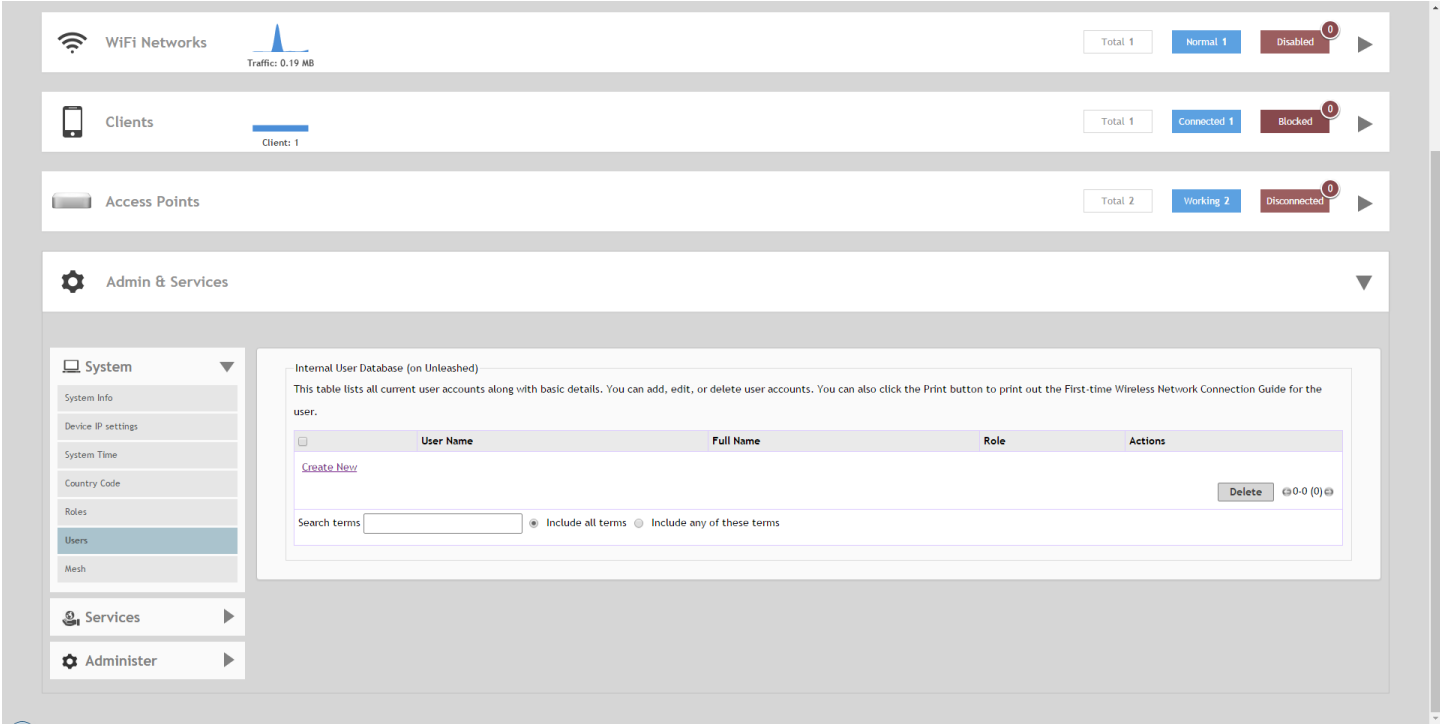 WiFi Networks
Traffic: 0.19 MB
Total 1
Normal 1
Disabled
0
Clients
Client: 1
Total 1
Connected 1
Blocked
0
Access Points
Total 2
Working 2
Disconnected
0
Admin & Services
System
System Info
Device IP settings
System Time
Country Code
Roles
Users
Mesh
Services
Administer
Internal User Database (on Unleashed)
This table lists all current user accounts along with basic details. You can add, edit, or delete user accounts. You can also click the Print button to print out the First-time Wireless Network Connection Guide for the
user.
User Name Full Name Role Actions
Create New
Delete 0-0 (0)
Search terms Include all terms Include any of these terms